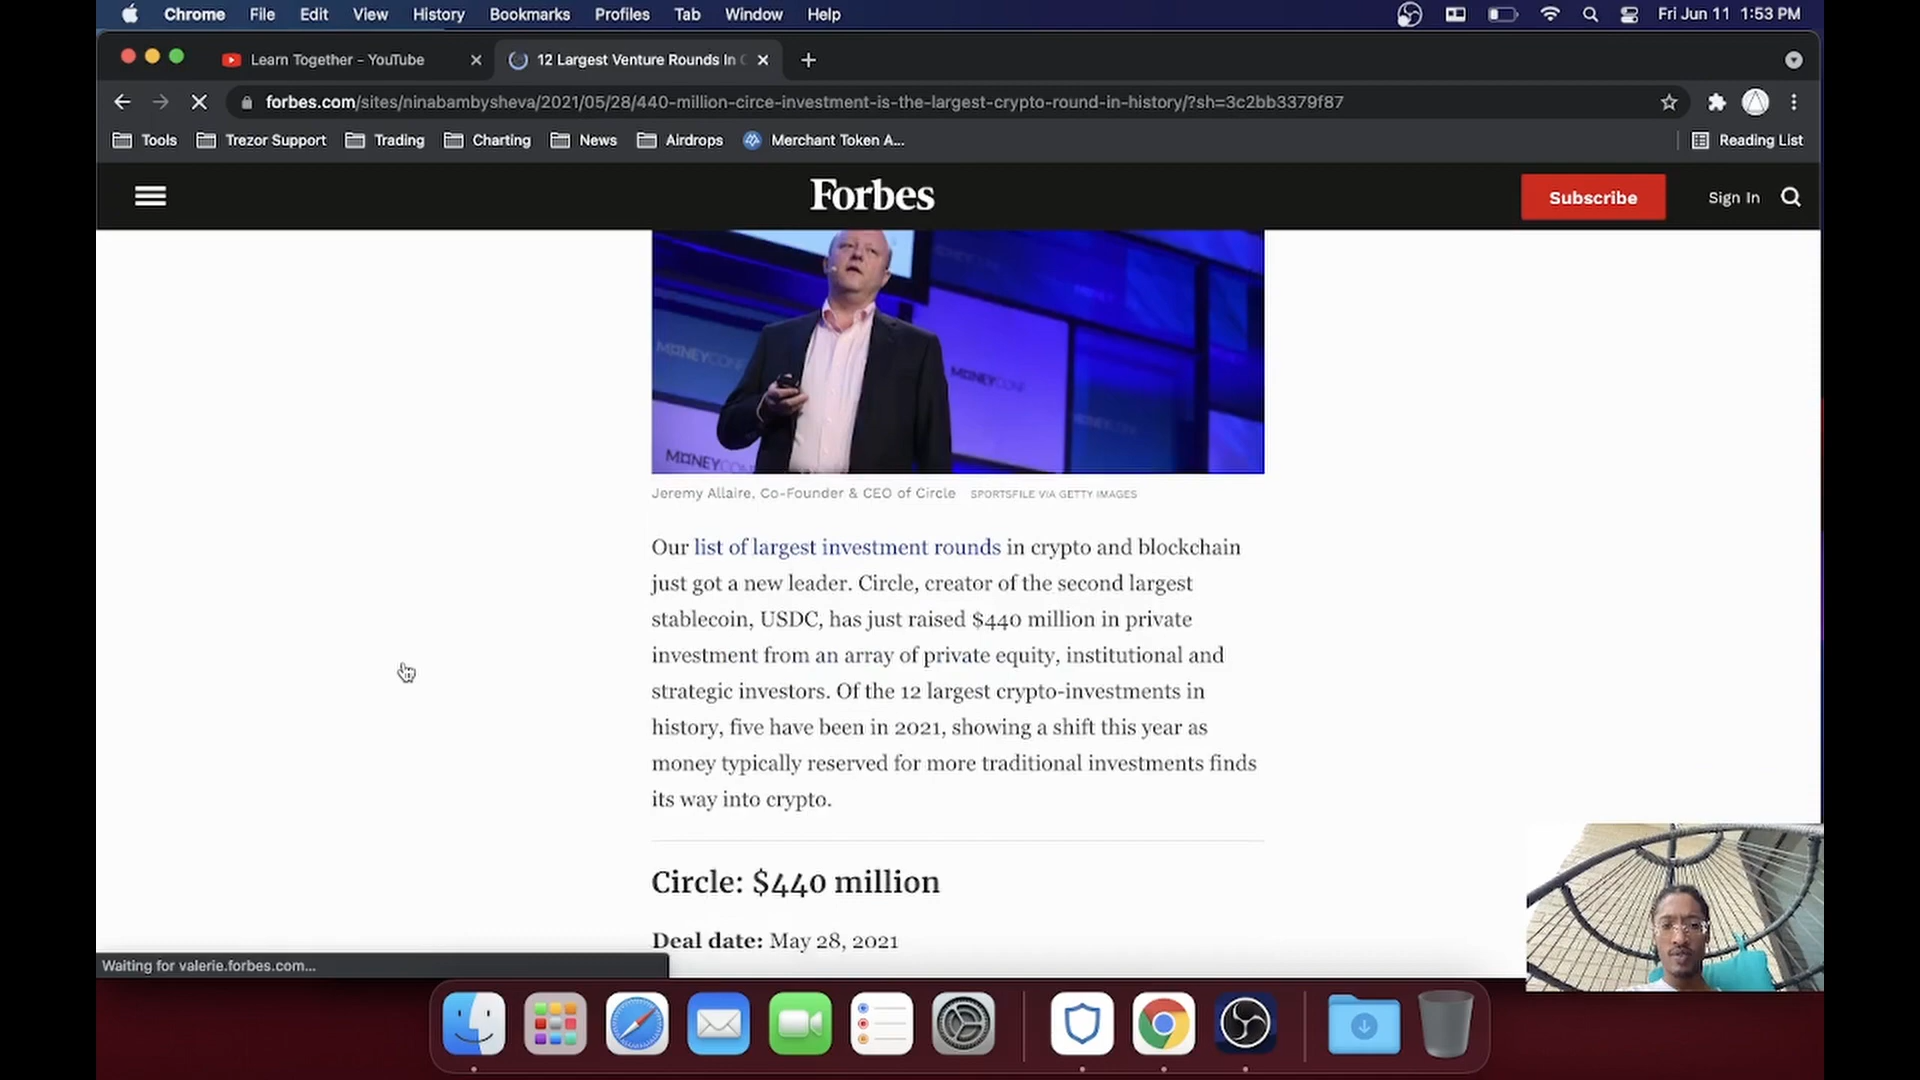 Chrome File Edit View History Bookmarks Profiles Tab Window Help Fri Jun 11 1:53 PM
Learn Together - YouTube 12 Largest Venture Rounds In
forbes.com/sites/ninabambysheva/2021/05/28/440-million-circe-investment-is-the-largest-crypto-round-in-history/?sh=3c2bb3379f87
Tools Trezor Support Trading Charting News Airdrops Merchant Token A... Reading List
Forbes Subscribe Sign In
MONEYCONF
MONEYCONF
MONEY
Jeremy Allaire, Co-Founder & CEO of Circle SPORTSFILE VIA GETTY IMAGES
Our list of largest investment rounds in crypto and blockchain
just got a new leader. Circle, creator of the second largest
stablecoin, USDC, has just raised $440 million in private
investment from an array of private equity, institutional and
strategic investors. Of the 12 largest crypto-investments in
history, five have been in 2021, showing a shift this year as
money typically reserved for more traditional investments finds
its way into crypto.
Circle: $440 million
Deal date: May 28, 2021
Waiting for valerie.forbes.com...